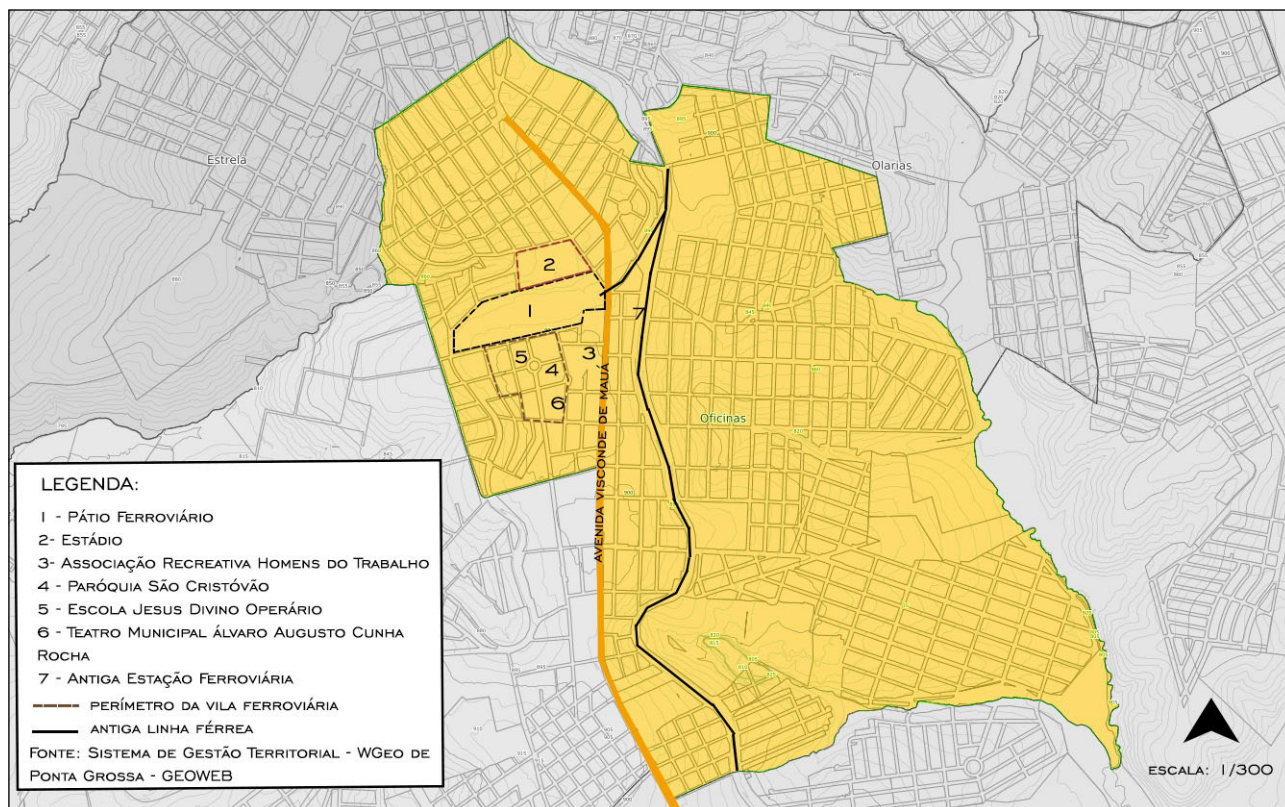 Estrela
Olarias
2
1
7
3
5
4
6
Oficinas
AVENIDA VISCONDE DE MAUÁ
LEGENDA:
1 - PÁTIO FERROVIÁRIO
2- ESTÁDIO
3- ASSOCIAÇÃO RECREATIVA HOMENS DO TRABALHO
4 - PARÓQUIA SÃO CRISTÓVÃO
5 - ESCOLA JESUS DIVINO OPERÁRIO
6 - TEATRO MUNICIPAL ÁLVARO AUGUSTO CUNHA
ROCHA
7 - ANTIGA ESTAÇÃO FERROVIÁRIA
PERÍMETRO DA VILA FERROVIÁRIA
ANTIGA LINHA FÉRREA
FONTE: SISTEMA DE GESTÃO TERRITORIAL - WGEO DE
PONTA GROSSA - GEOWEB
ESCALA: 1/300